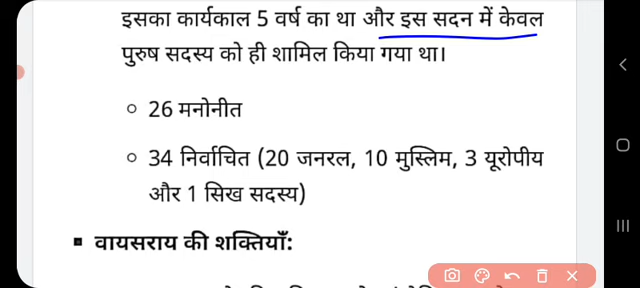 इसका कार्यकाल 5 वर्ष का था और इस सदन में केवल
पुरुष सदस्य को ही शामिल किया गया था।
○ 26 मनोनीत
○ 34 निर्वाचित (20 जनरल, 10 मुस्लिम, 3 यूरोपीय
और 1 सिख सदस्य)
▪ वायसराय की शक्तियाँ: